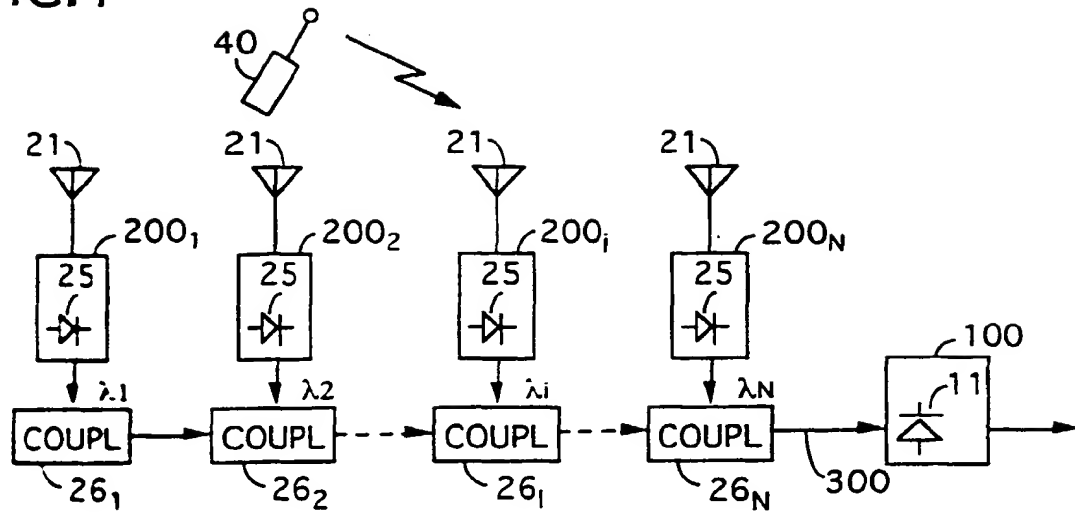 40
21 21 21 21
200₁ 200₂ 200ᵢ 200N
25 25 25 25
100
λ1 λ2 λi λN
11
COUPL COUPL COUPL COUPL
26₁ 26₂ 26ₗ 26N 300